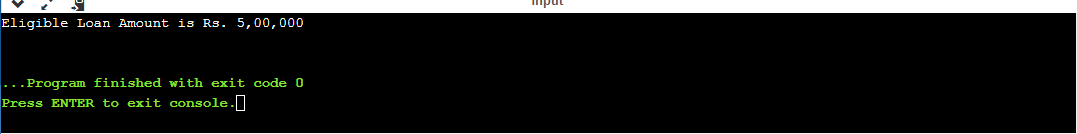 input
Eligible Loan Amount is Rs. 5,00,000
...Program finished with exit code 0
Press ENTER to exit console.